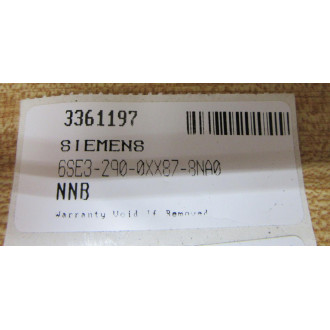 3361197
SIEMENS
6SE3-290-0XX87-8NA0
NNB
Warranty Void If Removed